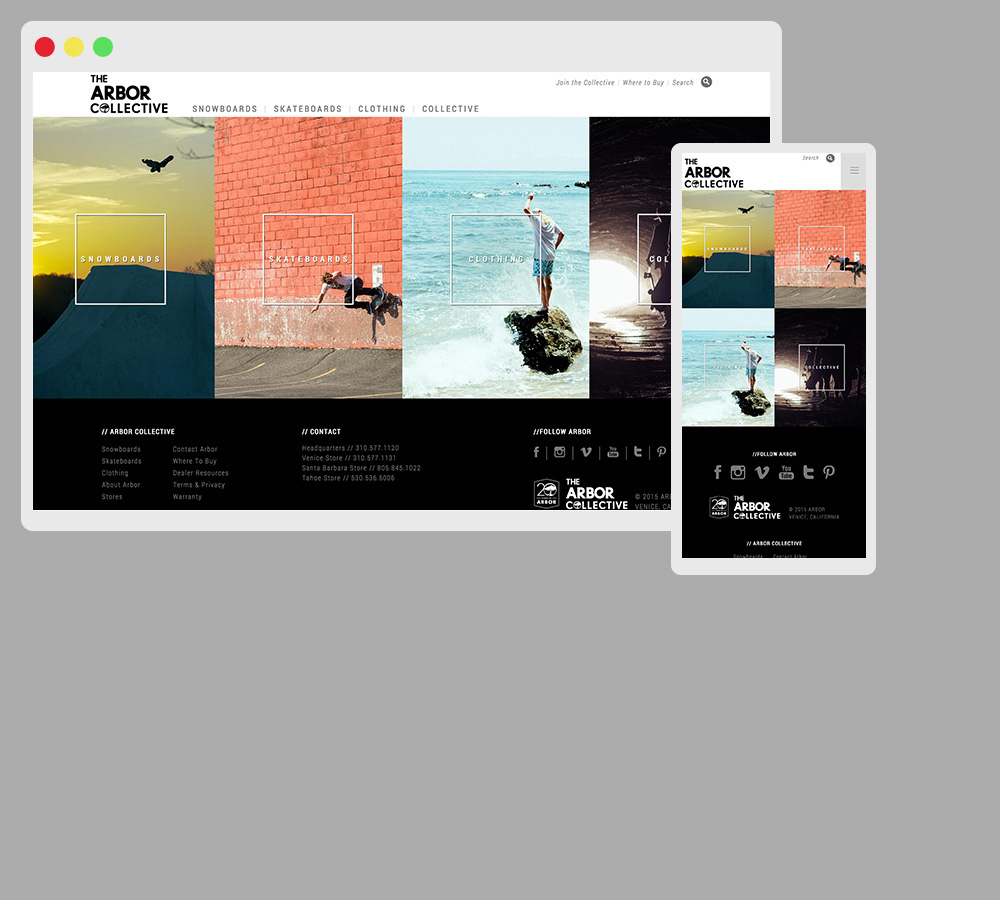 THE
ARBOR
COLLECTIVE
Join the Collective | Where to Buy | Search
SNOWBOARDS | SKATEBOARDS | CLOTHING | COLLECTIVE
SNOWBOARDS
SKATEBOARDS
CLOTHING
COL
// ARBOR COLLECTIVE
Snowboards
Skateboards
Clothing
About Arbor
Stores
Contact Arbor
Where To Buy
Dealer Resources
Terms & Privacy
Warranty
// CONTACT
Headquarters // 310.577.1120
Venice Store // 310.577.1131
Santa Barbara Store // 805.845.1022
Tahoe Store // 530.536.5006
//FOLLOW ARBOR
You
Tube
20
ARBOR
THE
ARBOR
COLLECTIVE
© 2015 AR
VENICE, CA
THE
ARBOR
COLLECTIVE
Search
SNOWBOARDS
SKATEBOARDS
CLOTHING
COLLECTIVE
//FOLLOW ARBOR
You
Tube
20
ARBOR
THE
ARBOR
COLLECTIVE
© 2015 ARBOR
VENICE, CALIFORNIA
// ARBOR COLLECTIVE
Snowboards Contact Arbor